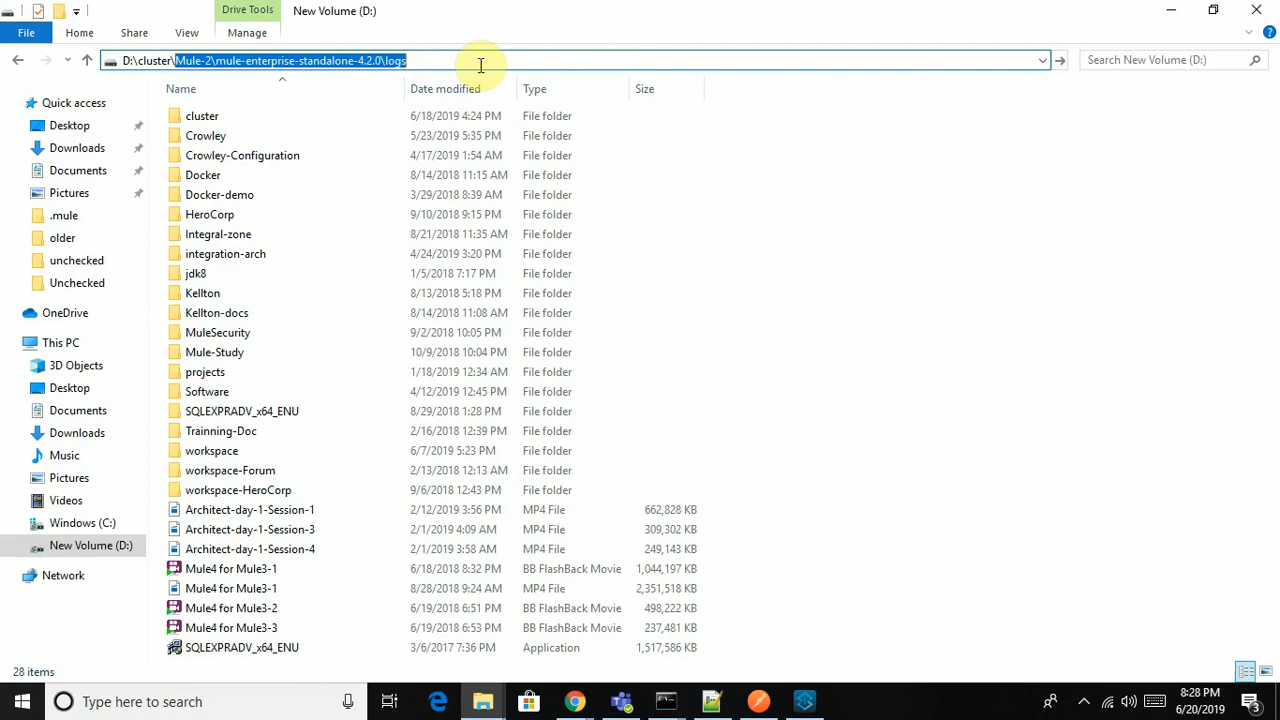 Drive Tools
New Volume (D:)
File
Home
Share
View
Manage
D:\cluster\Mule-2\mule-enterprise-standalone-4.2.0\logs
Search New Volume (D:)
Name
Date modified
Type
Size
Quick access
Desktop
Downloads
Documents
Pictures
.mule
older
unchecked
Unchecked
OneDrive
This PC
3D Objects
Desktop
Documents
Downloads
Music
Pictures
Videos
Windows (C:)
New Volume (D:)
Network
cluster 6/18/2019 4:24 PM File folder
Crowley 5/23/2019 5:35 PM File folder
Crowley-Configuration 4/17/2019 1:54 AM File folder
Docker 8/14/2018 11:15 AM File folder
Docker-demo 3/29/2018 8:39 AM File folder
HeroCorp 9/10/2018 9:15 PM File folder
Integral-zone 8/21/2018 11:35 AM File folder
integration-arch 4/24/2019 3:20 PM File folder
jdk8 1/5/2018 7:17 PM File folder
Kellton 8/13/2018 5:18 PM File folder
Kellton-docs 8/14/2018 11:08 AM File folder
MuleSecurity 9/2/2018 10:05 PM File folder
Mule-Study 10/9/2018 10:04 PM File folder
projects 1/18/2019 12:34 AM File folder
Software 4/12/2019 12:45 PM File folder
SQLEXPRADV_x64_ENU 8/29/2018 1:28 PM File folder
Trainning-Doc 2/16/2018 12:39 PM File folder
workspace 6/7/2019 5:23 PM File folder
workspace-Forum 2/13/2018 12:13 AM File folder
workspace-HeroCorp 9/6/2018 12:43 PM File folder
Architect-day-1-Session-1 2/12/2019 3:56 PM MP4 File 662,828 KB
Architect-day-1-Session-3 2/1/2019 4:09 AM MP4 File 309,302 KB
Architect-day-1-Session-4 2/1/2019 3:58 AM MP4 File 249,143 KB
Mule4 for Mule3-1 6/18/2018 8:32 PM BB FlashBack Movie 1,044,197 KB
Mule4 for Mule3-1 8/28/2018 9:24 AM MP4 File 2,351,518 KB
Mule4 for Mule3-2 6/19/2018 6:51 PM BB FlashBack Movie 498,222 KB
Mule4 for Mule3-3 6/19/2018 6:53 PM BB FlashBack Movie 237,481 KB
SQLEXPRADV_x64_ENU 3/6/2017 7:36 PM Application 1,517,586 KB
28 items
Type here to search
8:28 PM
6/20/2019
3